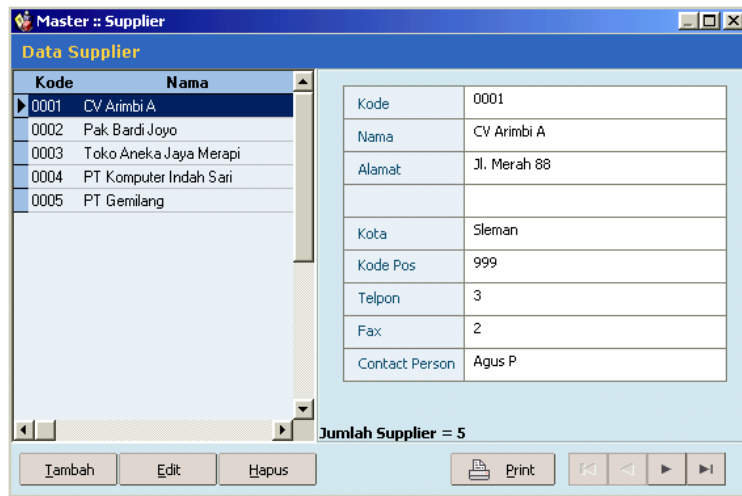 Master :: Supplier
Data Supplier
Kode Nama
0001 CV Arimbi A
0002 Pak Bardi Joyo
0003 Toko Aneka Jaya Merapi
0004 PT Komputer Indah Sari
0005 PT Gemilang
Kode 0001
Nama CV Arimbi A
Alamat Jl. Merah 88
Kota Sleman
Kode Pos 999
Telpon 3
Fax 2
Contact Person Agus P
Jumlah Supplier = 5
Tambah Edit Hapus Print